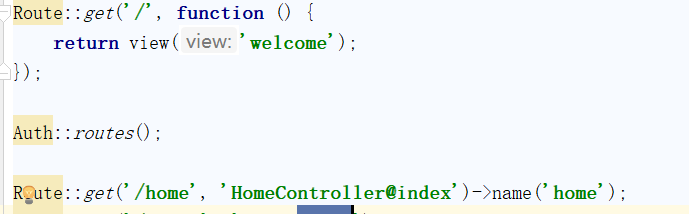 Route::get('/', function () {
return view( view: 'welcome');
});
Auth::routes();
Route::get('/home', 'HomeController@index')->name('home');